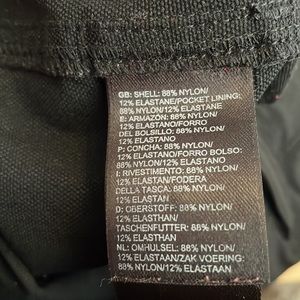 GB: SHELL: 88% NYLON/
12% ELASTANE/POCKET LINING:
88% NYLON/12% ELASTANE
E: ARMAZÓN: 88% NYLON/
12% ELASTANO/FORRO
DEL BOLSILLO: 88% NYLON/
12% ELASTANO
P: CONCHA: 88% NYLON/
12% ELASTANO/FORRO BOLSO:
88% NYLON/12% ELASTANO
I: RIVESTIMENTO: 88% NYLON/
12% ELASTAN/FODERA
DELLA TASCA: 88% NYLON/
12% ELASTAN
D: OBERSTOFF: 88% NYLON/
12% ELASTHAN/
TASCHENFUTTER: 88% NYLON/
12% ELASTHAN
NL: OMHULSEL: 88% NYLON/
12% ELASTAAN/ZAK VOERING:
88% NYLON/12% ELASTAAN